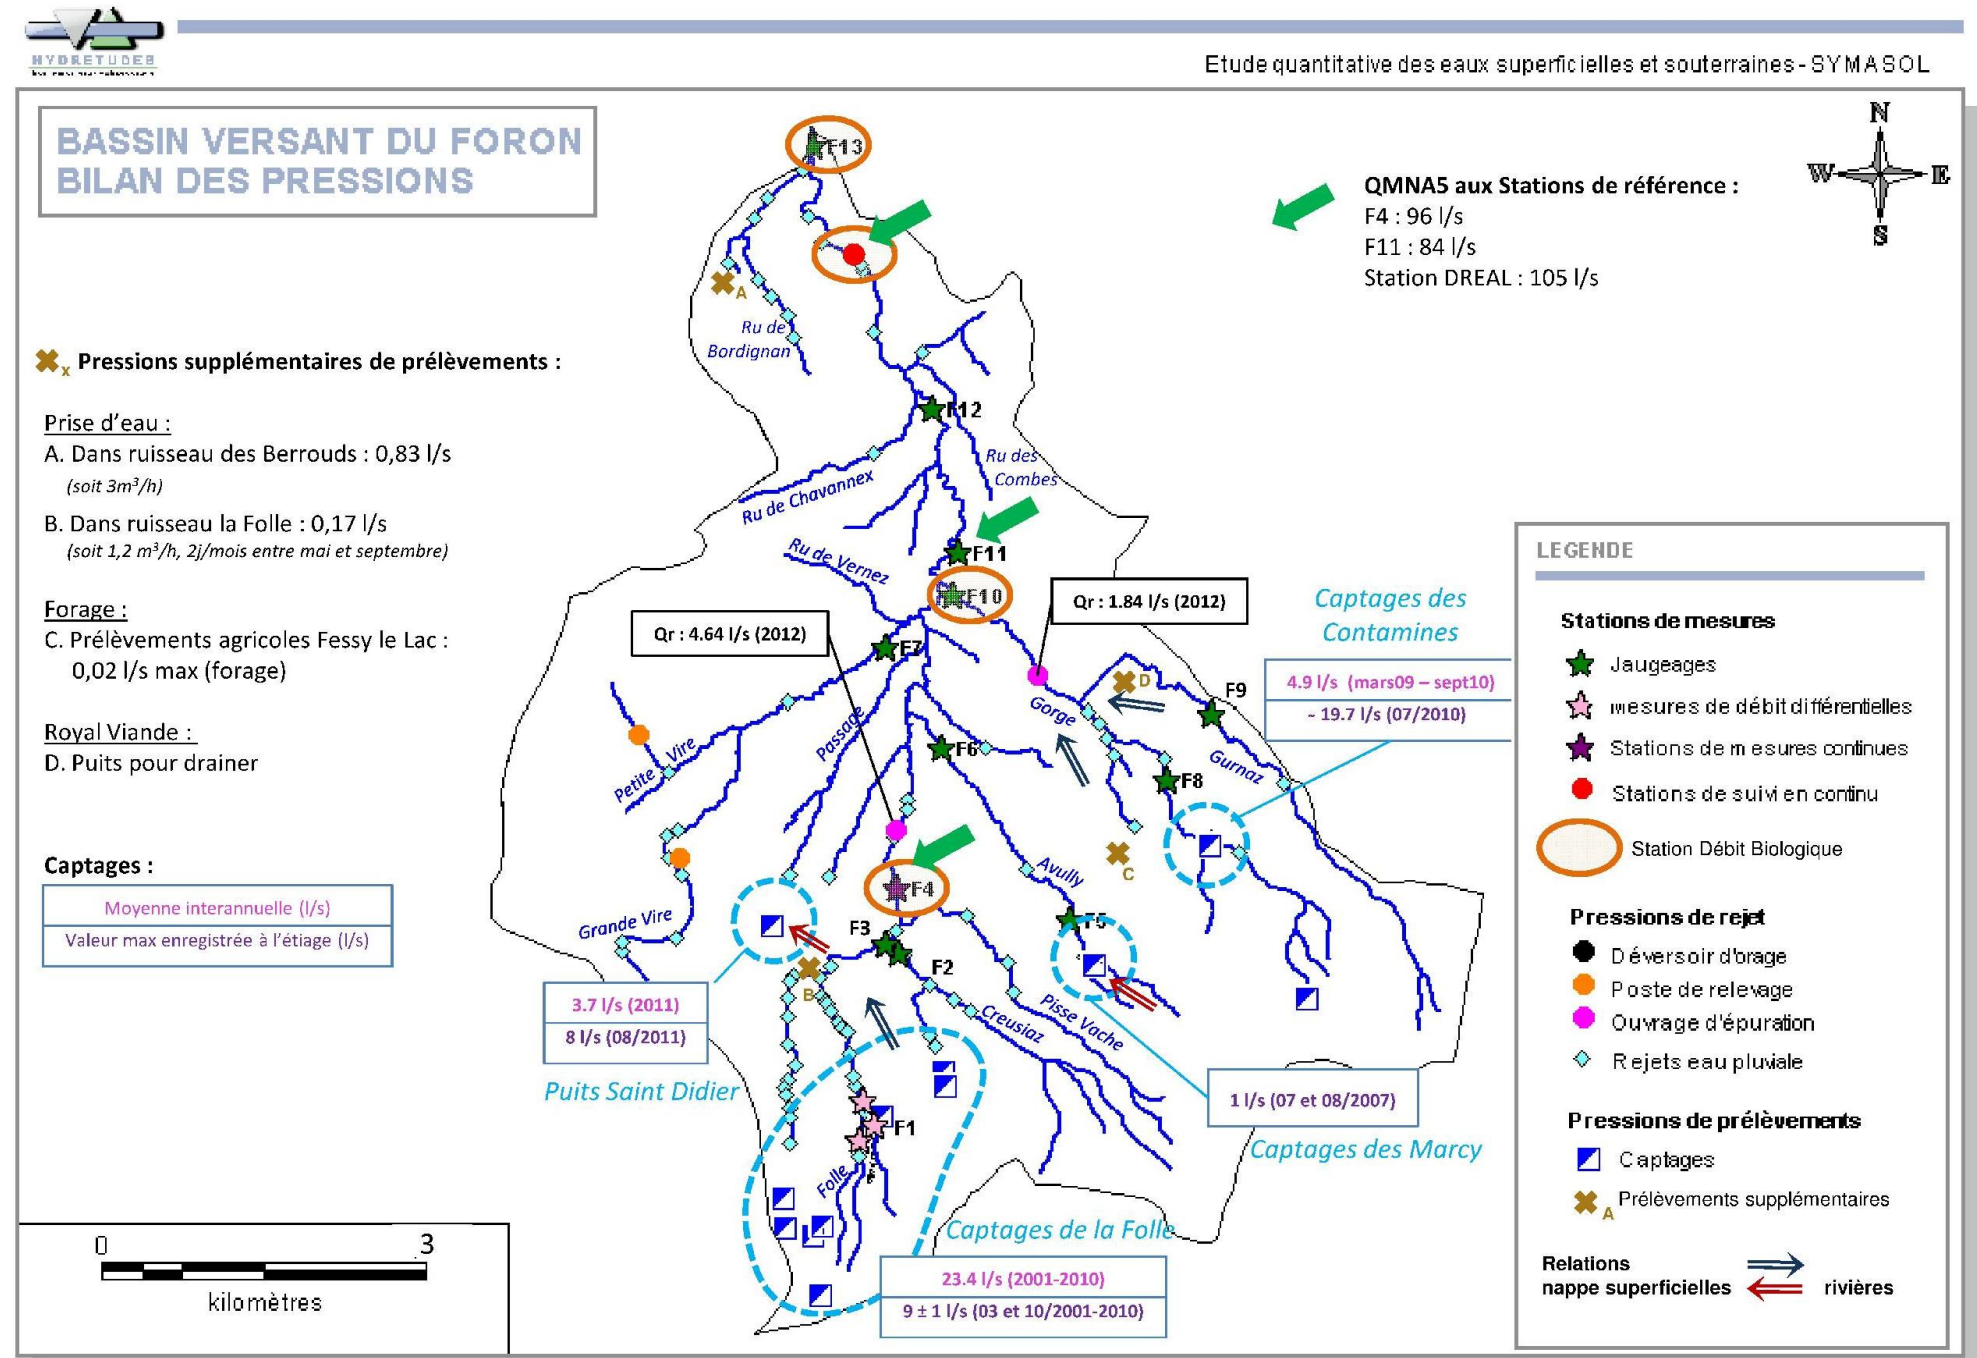 HYDRETUDES
Etude quantitative des eaux superficielles et souterraines - SYMASOL
BASSIN VERSANT DU FORON
BILAN DES PRESSIONS
N
W
E
S
QMNA5 aux Stations de référence :
F4 : 96 l/s
F11 : 84 l/s
Station DREAL : 105 l/s
x Pressions supplémentaires de prélèvements :
Prise d'eau :
A. Dans ruisseau des Berrouds : 0,83 l/s
(soit 3m³/h)
B. Dans ruisseau la Folle : 0,17 l/s
(soit 1,2 m³/h, 2j/mois entre mai et septembre)
Forage :
C. Prélèvements agricoles Fessy le Lac :
0,02 l/s max (forage)
Royal Viande :
D. Puits pour drainer
Captages :
Moyenne interannuelle (l/s)
Valeur max enregistrée à l'étiage (l/s)
F13
A
Ru de
Bordignan
F12
Ru des
Combes
Ru de Chavannex
F11
Ru de Vernez
F10
Qr : 1.84 l/s (2012)
Qr : 4.64 l/s (2012)
Captages des
Contamines
4.9 l/s (mars09 – sept10)
~ 19.7 l/s (07/2010)
F7
D
F9
Gorge
Passage
F6
Petite Vire
Gurnaz
F8
Avully
C
F4
Grande Vire
F3
F5
F2
B
3.7 l/s (2011)
8 l/s (08/2011)
Puits Saint Didier
Creusiaz
Pisse Vache
1 l/s (07 et 08/2007)
Captages des Marcy
F1
Folle
Captages de la Folle
23.4 l/s (2001-2010)
9 ± 1 l/s (03 et 10/2001-2010)
0
3
kilomètres
LEGENDE
Stations de mesures
Jaugeages
mesures de débit différentielles
Stations de mesures continues
Stations de suivi en continu
Station Débit Biologique
Pressions de rejet
Déversoir d'orage
Poste de relevage
Ouvrage d'épuration
Rejets eau pluviale
Pressions de prélèvements
Captages
A Prélèvements supplémentaires
Relations
nappe superficielles
rivières